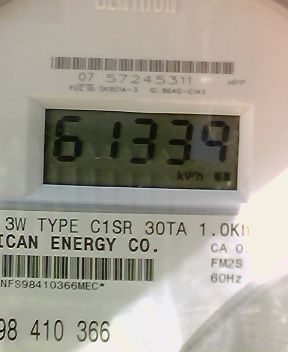 CENTRON
07 57245311
61339
kWh
3W TYPE C1SR 30TA 1.0Kh
ICAN ENERGY CO.
CA 0.
FM2S
60Hz
*NFS98410366MEC*
98 410 366